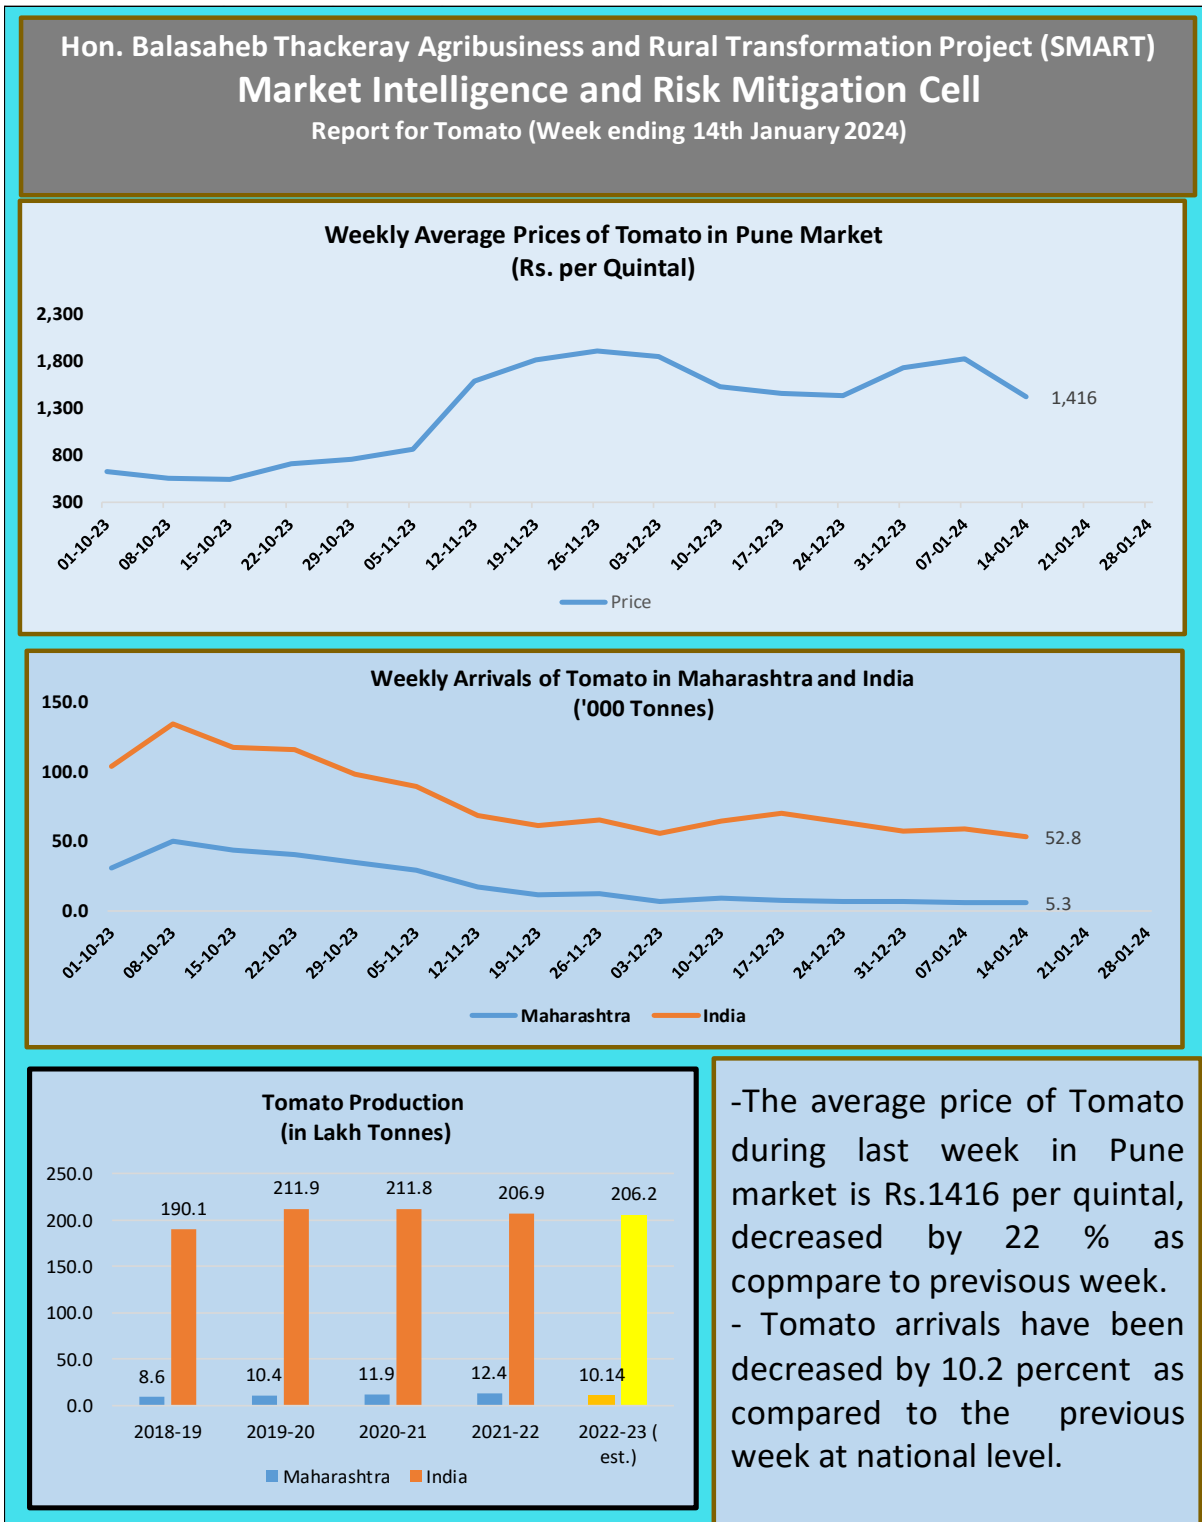 Hon. Balasaheb Thackeray Agribusiness and Rural Transformation Project (SMART)
Market Intelligence and Risk Mitigation Cell
Report for Tomato (Week ending 14th January 2024)
Weekly Average Prices of Tomato in Pune Market
(Rs. per Quintal)
2,300
1,800
1,300
800
300
1,416
01-10-23
08-10-23
15-10-23
22-10-23
29-10-23
05-11-23
12-11-23
19-11-23
26-11-23
03-12-23
10-12-23
17-12-23
24-12-23
31-12-23
07-01-24
14-01-24
21-01-24
28-01-24
Price
Weekly Arrivals of Tomato in Maharashtra and India
('000 Tonnes)
150.0
100.0
50.0
0.0
52.8
5.3
01-10-23
08-10-23
15-10-23
22-10-23
29-10-23
05-11-23
12-11-23
19-11-23
26-11-23
03-12-23
10-12-23
17-12-23
24-12-23
31-12-23
07-01-24
14-01-24
21-01-24
28-01-24
Maharashtra India
Tomato Production
(in Lakh Tonnes)
250.0
200.0
150.0
100.0
50.0
0.0
190.1
211.9
211.8
206.9
206.2
8.6
10.4
11.9
12.4
10.14
2018-19 2019-20 2020-21 2021-22 2022-23 (
est.)
Maharashtra India
-The average price of Tomato
during last week in Pune
market is Rs.1416 per quintal,
decreased by 22 % as
copmpare to previsous week.
- Tomato arrivals have been
decreased by 10.2 percent as
compared to the previous
week at national level.